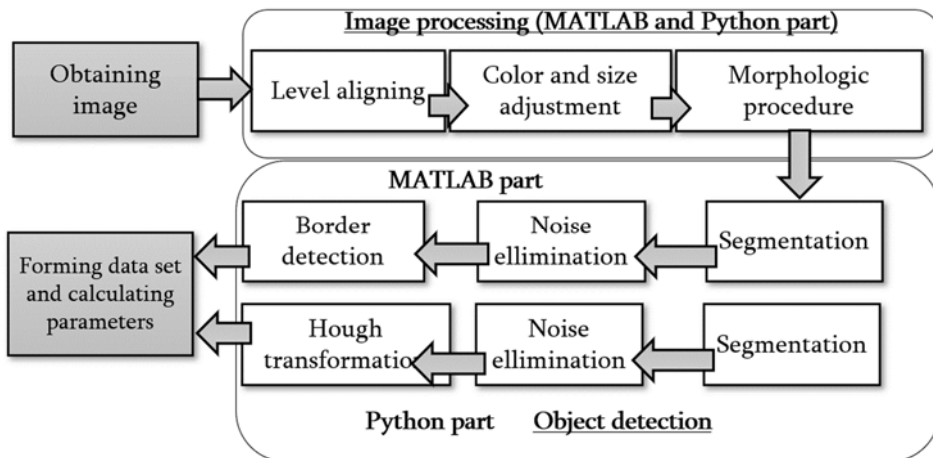 Image processing (MATLAB and Python part)
Obtaining
image
Level aligning
Color and size
adjustment
Morphologic
procedure
MATLAB part
Segmentation
Noise
ellimination
Border
detection
Forming data set
and calculating
parameters
Segmentation
Noise
ellimination
Hough
transformation
Python part
Object detection